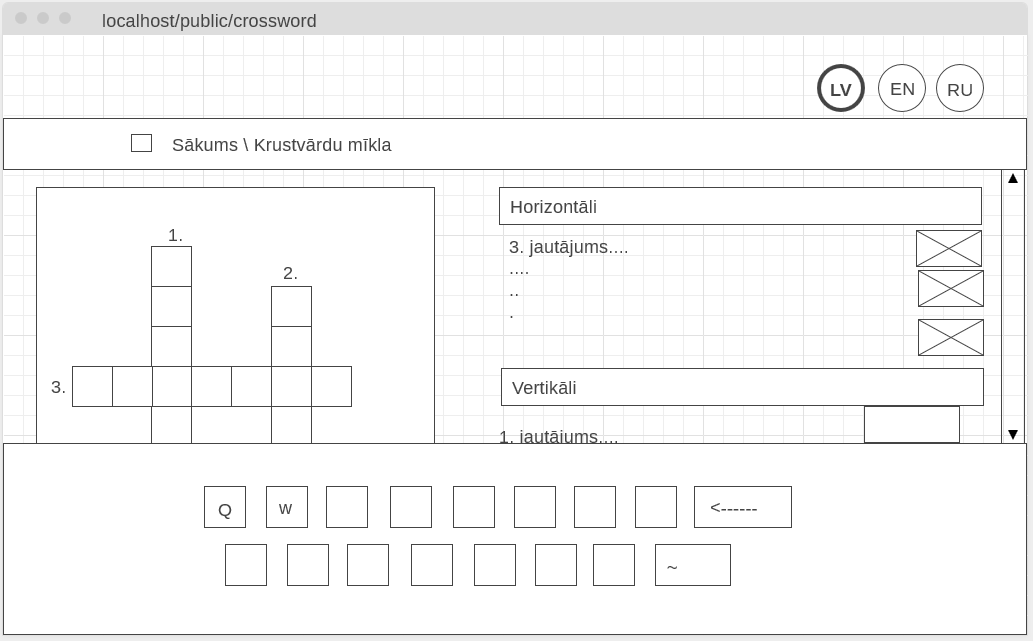 localhost/public/crossword
LV EN RU
Sākums \ Krustvārdu mīkla
1.
2.
3.
Horizontāli
3. jautājums....
....
..
.
Vertikāli
1. jautājums....
Q w <------
~